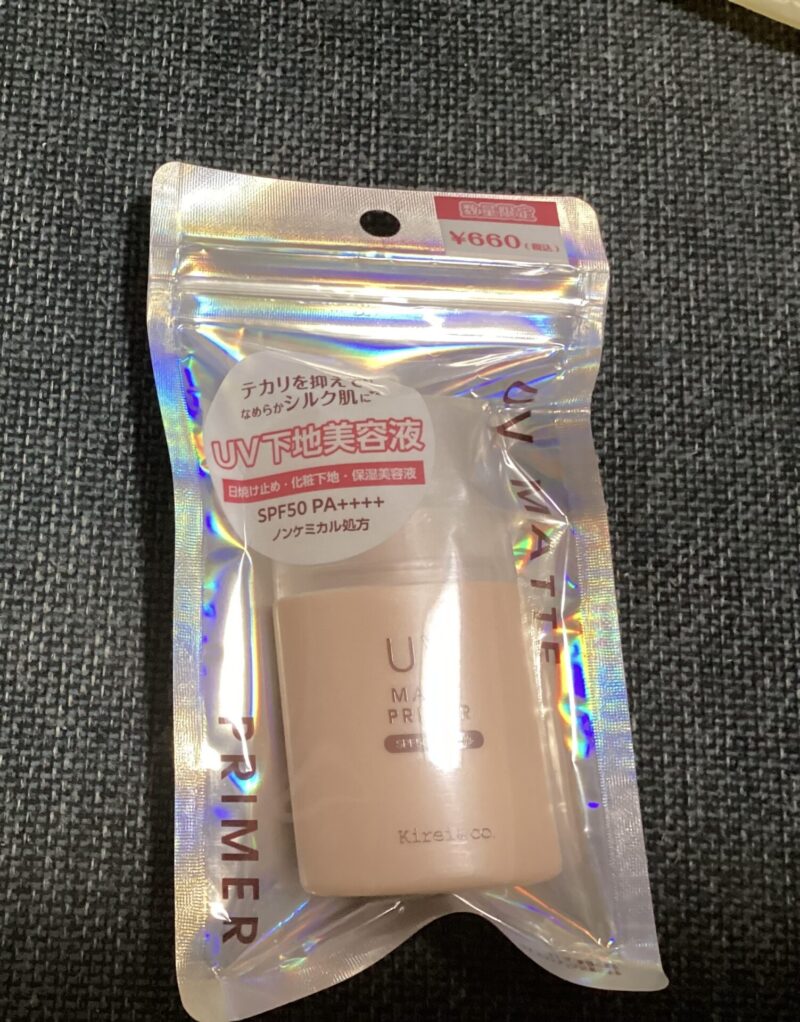 数量限定
¥660(税込)
テカリを抑え
なめらかシルク肌に
UV下地美容液
日焼け止め・化粧下地・保湿美容液
SPF50 PA++++
ノンケミカル処方
UV MATTE
PRIMER
Kirei&co.